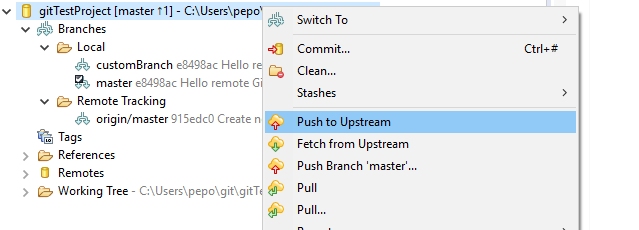 gitTestProject [master ↑1] - C:\Users\pepo\
Branches
Local
customBranch e8498ac Hello re
master e8498ac Hello remote Gi
Remote Tracking
origin/master 915edc0 Create n
Tags
References
Remotes
Working Tree - C:\Users\pepo\git\gitTe
Switch To
Commit... Ctrl+#
Clean...
Stashes
Push to Upstream
Fetch from Upstream
Push Branch 'master'...
Pull
Pull...